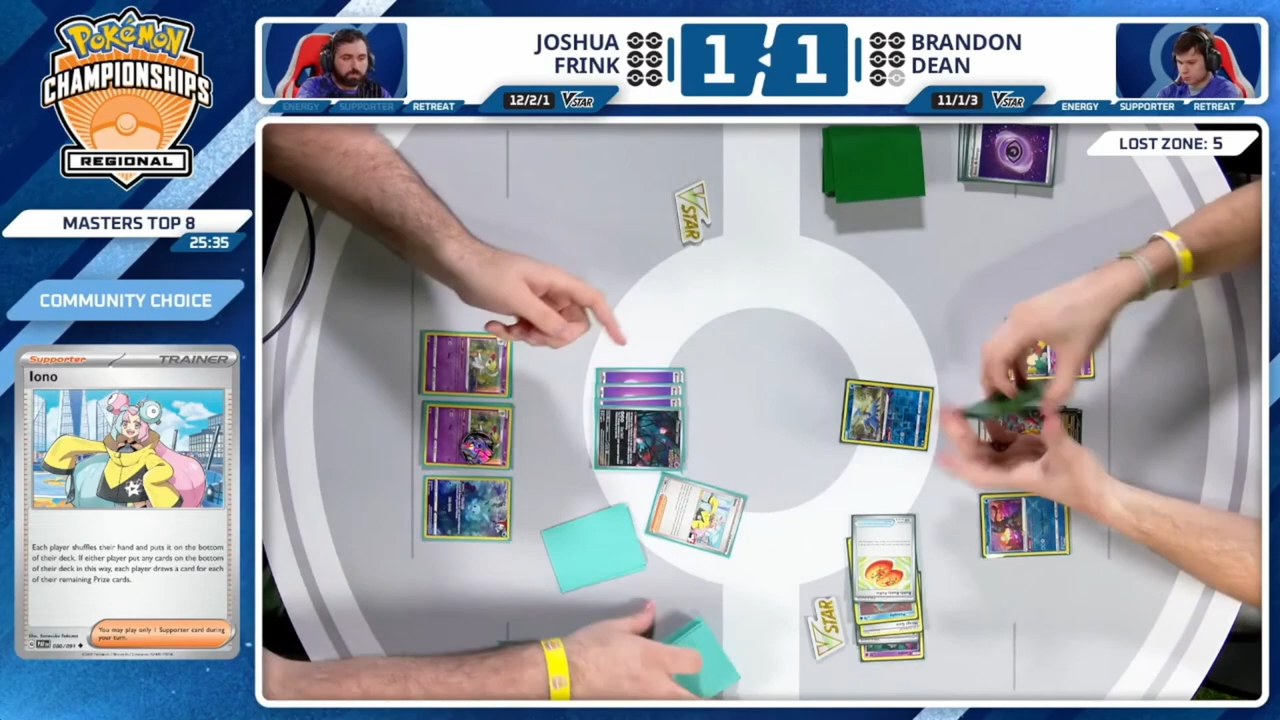 POKéMON
CHAMPIONSHIPS
REGIONAL
MASTERS TOP 8
25:35
COMMUNITY CHOICE
Supporter
TRAINER
Iono
Each player shuffles their hand and puts it on the bottom
of their deck. If either player put any cards on the bottom
of their deck in this way, each player draws a card for each
of their remaining Prize cards.
You may play only 1 Supporter card during
your turn.
JOSHUA
FRINK
1
1
BRANDON
DEAN
ENERGY
SUPPORTER
RETREAT
12/2/1
VSTAR
11/1/3
VSTAR
ENERGY
SUPPORTER
RETREAT
LOST ZONE: 5
VSTAR
VSTAR